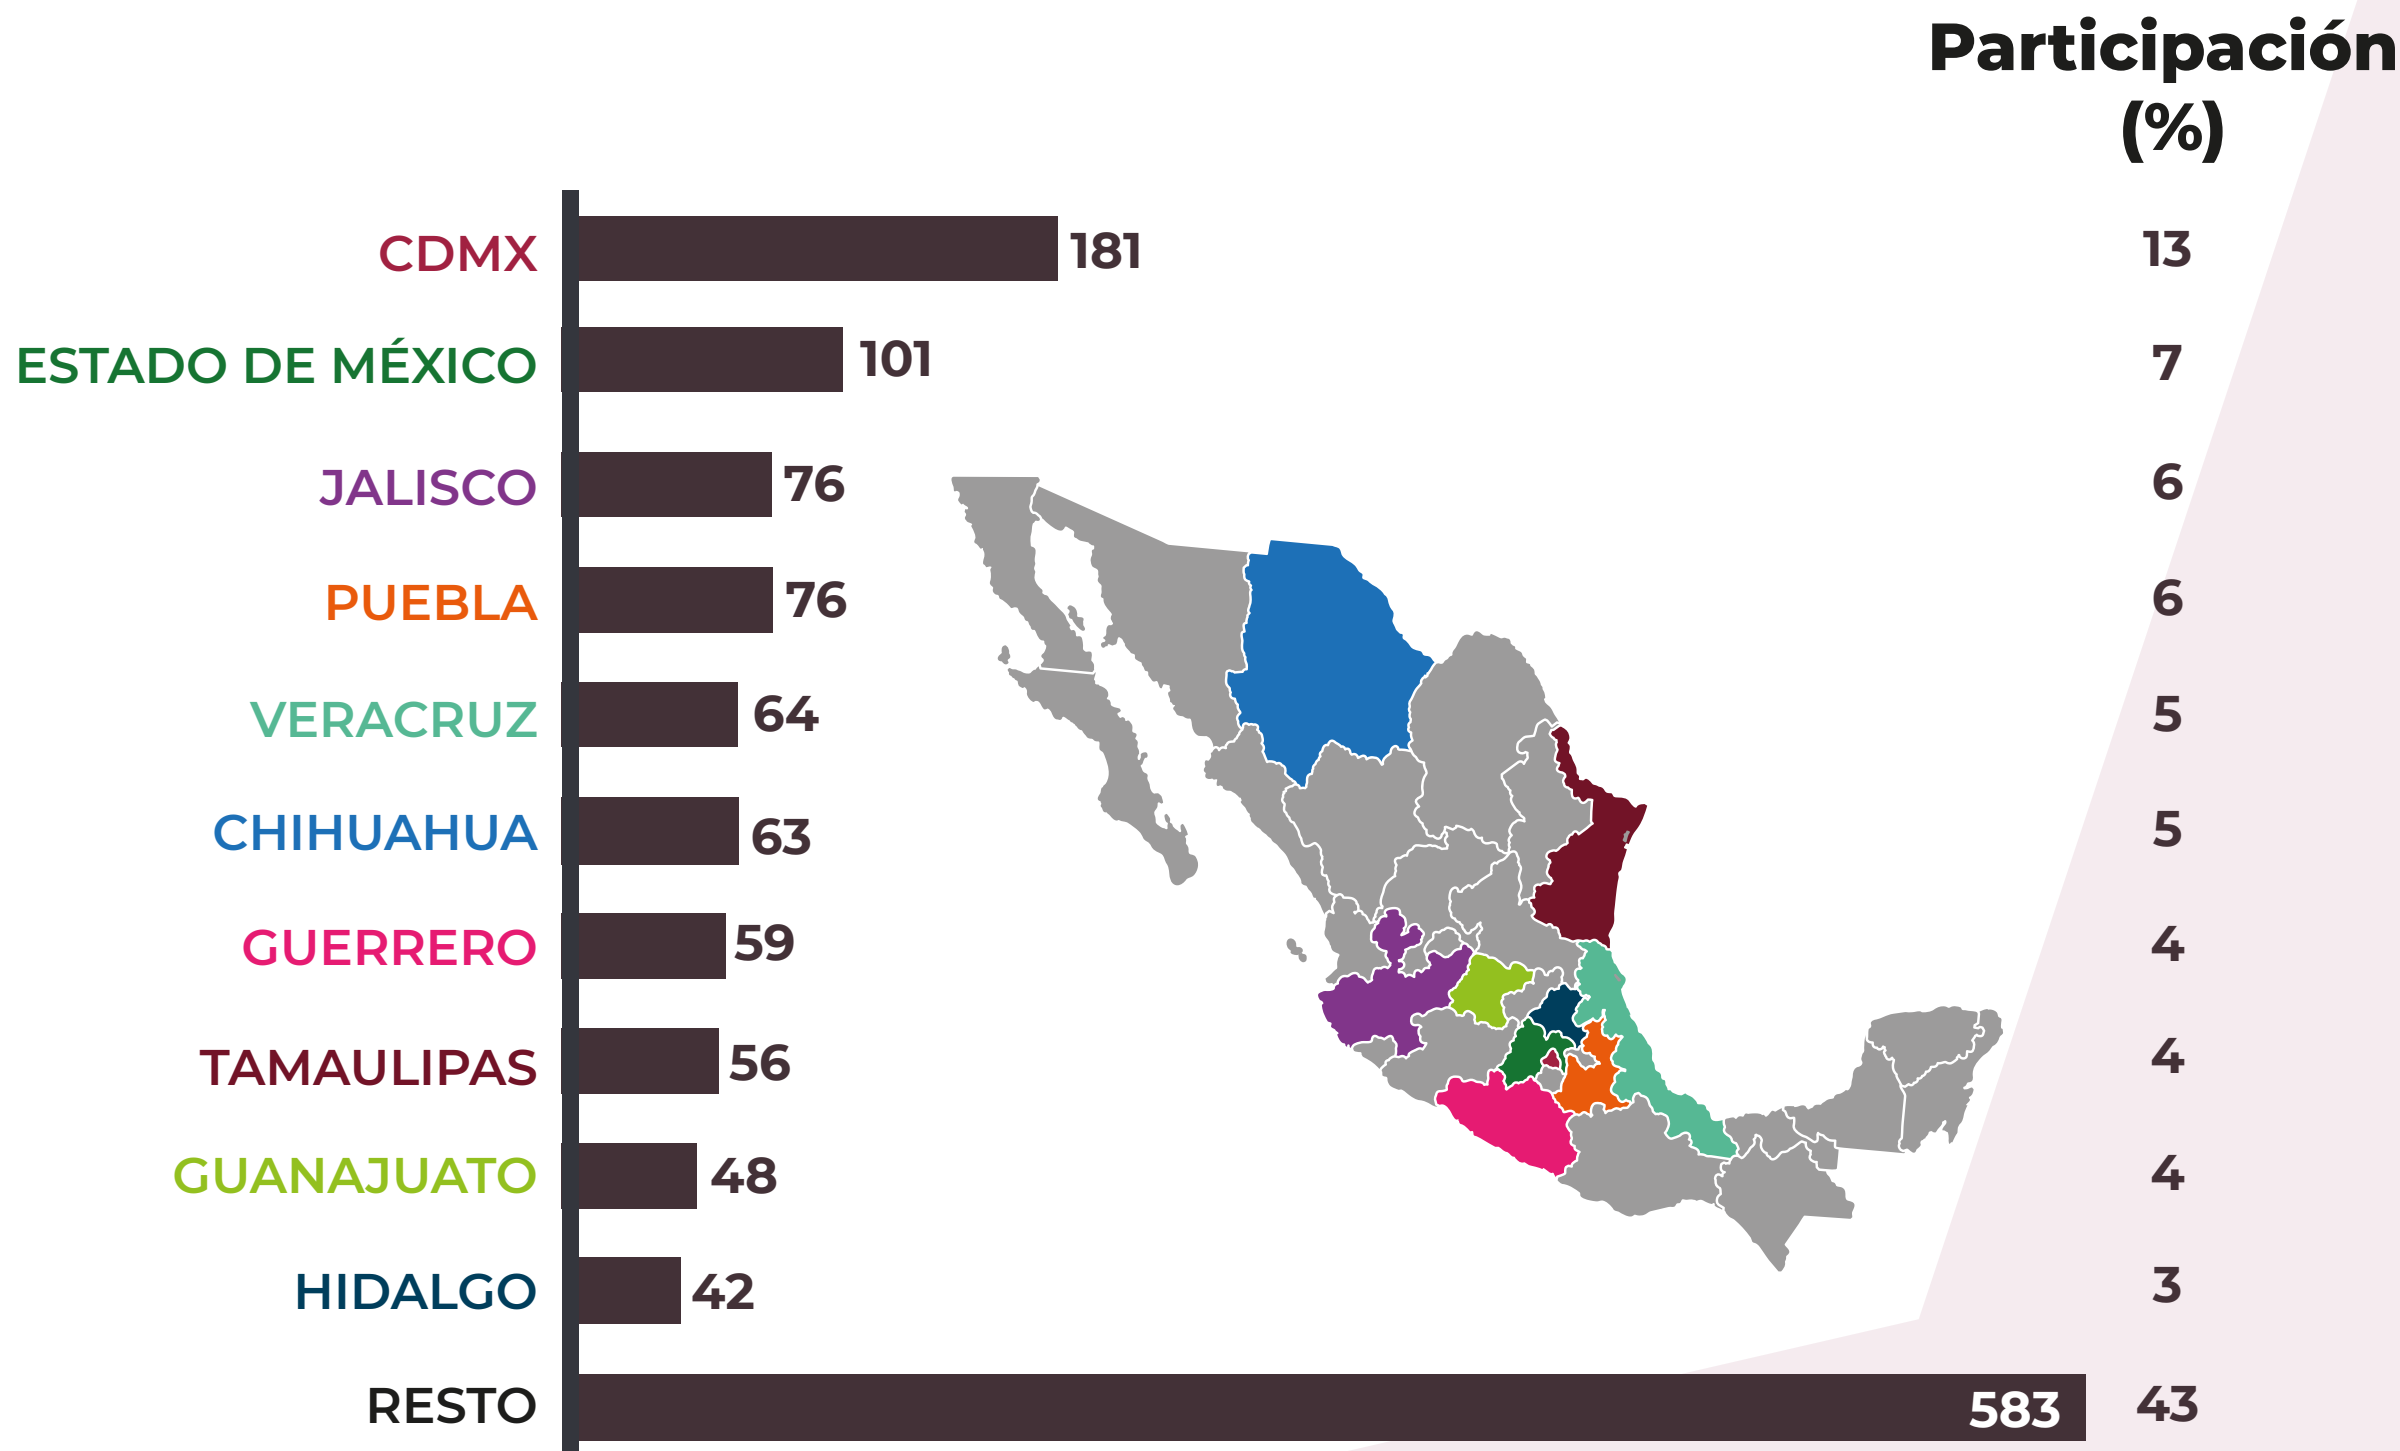 Participación
(%)
CDMX 181 13
ESTADO DE MÉXICO 101 7
JALISCO 76 6
PUEBLA 76 6
VERACRUZ 64 5
CHIHUAHUA 63 5
GUERRERO 59 4
TAMAULIPAS 56 4
GUANAJUATO 48 4
HIDALGO 42 3
RESTO 583 43